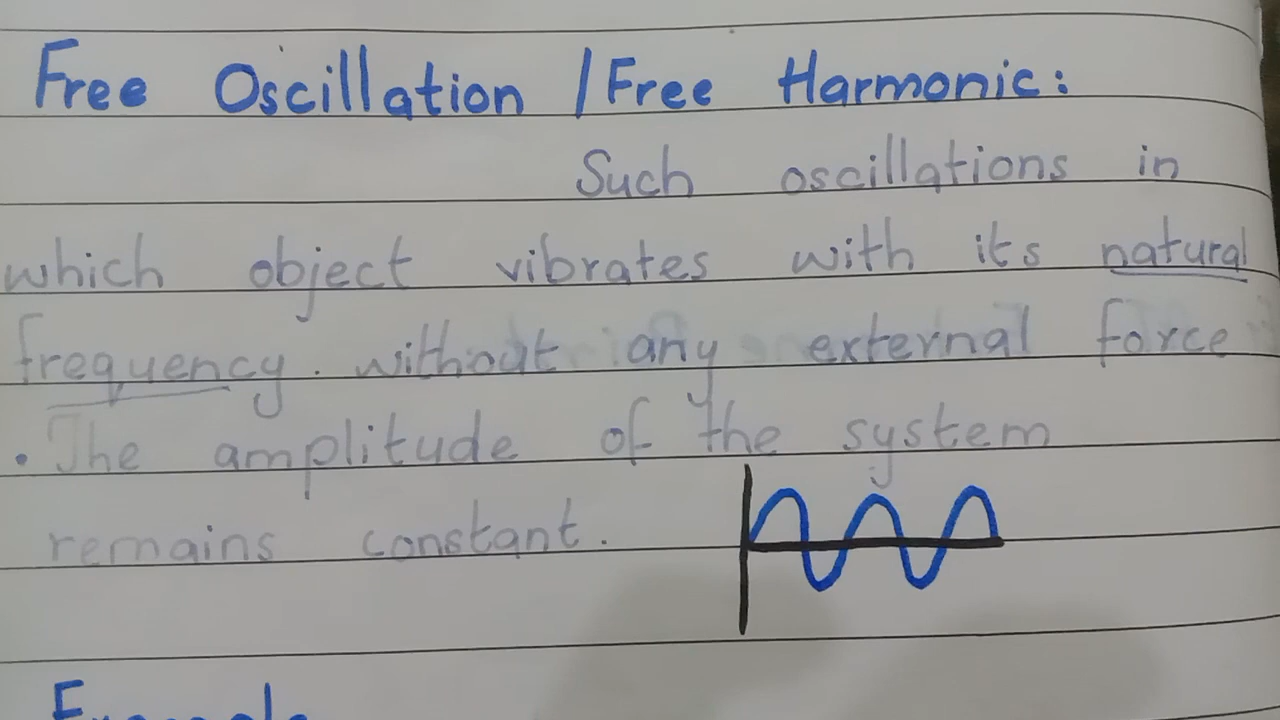 Free Oscillation / Free Harmonic:
Such oscillations in
which object vibrates with its natural
frequency. without any external force
. The amplitude of the system
remains constant.